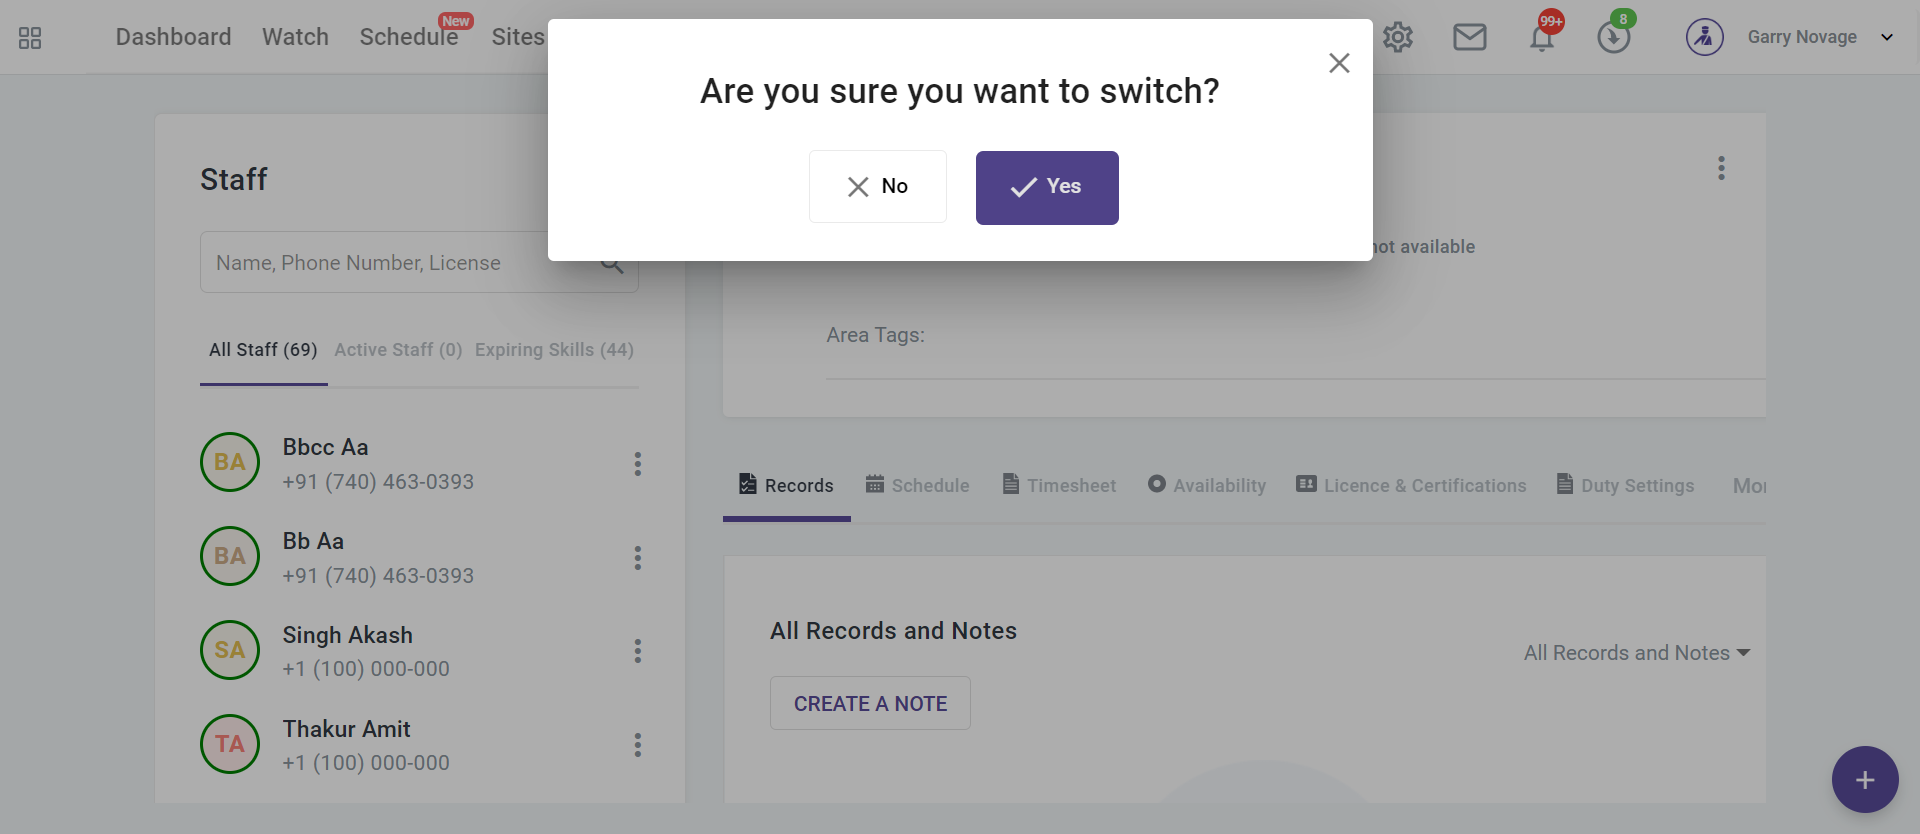 Dashboard Watch Schedule New Sites
99+ 8 Garry Novage
Are you sure you want to switch?
No Yes
Staff
Name, Phone Number, License
All Staff (69) Active Staff (0) Expiring Skills (44)
BA Bbcc Aa
+91 (740) 463-0393
BA Bb Aa
+91 (740) 463-0393
SA Singh Akash
+1 (100) 000-000
TA Thakur Amit
+1 (100) 000-000
not available
Area Tags:
Records Schedule Timesheet Availability Licence & Certifications Duty Settings
All Records and Notes
All Records and Notes
CREATE A NOTE
+